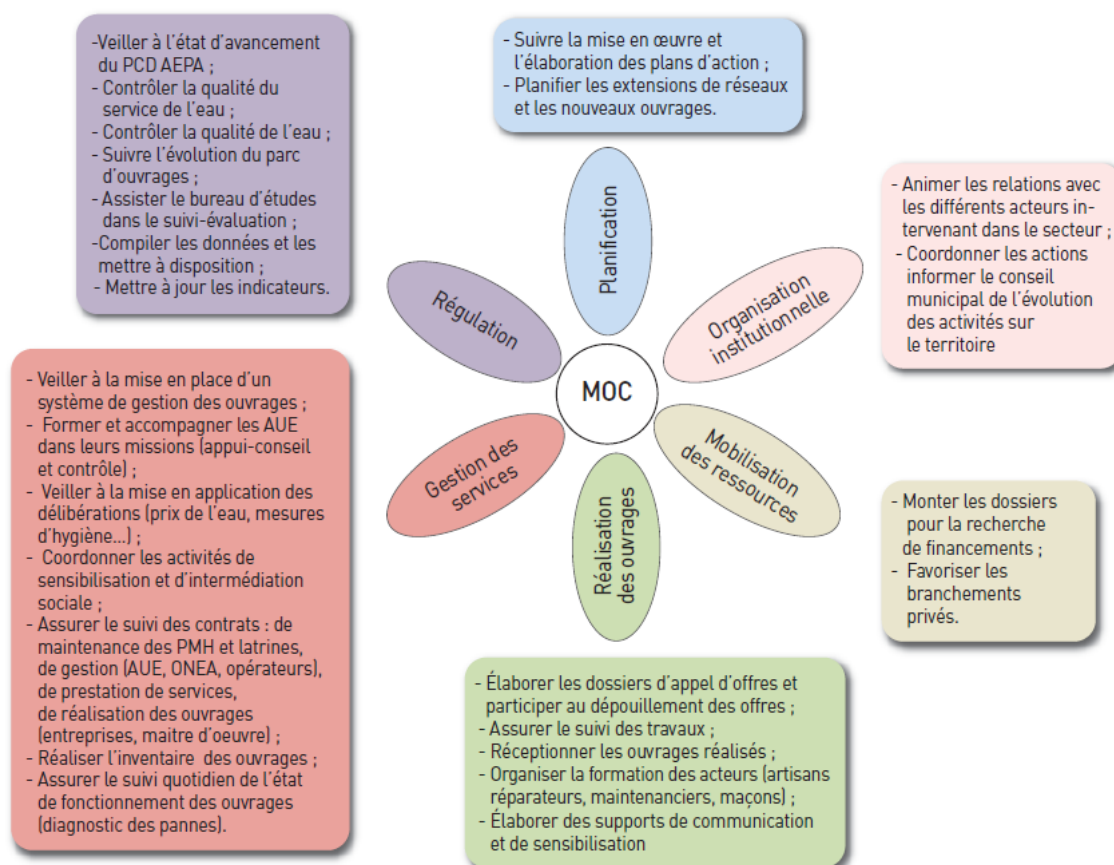 -Veiller à l'état d'avancement
du PCD AEPA ;
- Contrôler la qualité du
service de l'eau ;
- Contrôler la qualité de l'eau ;
- Suivre l'évolution du parc
d'ouvrages ;
- Assister le bureau d'études
dans le suivi-évaluation ;
-Compiler les données et les
mettre à disposition ;
- Mettre à jour les indicateurs.
- Suivre la mise en œuvre et
l'élaboration des plans d'action ;
- Planifier les extensions de réseaux
et les nouveaux ouvrages.
- Animer les relations avec
les différents acteurs in-
tervenant dans le secteur ;
- Coordonner les actions
informer le conseil
municipal de l'évolution
des activités sur
le territoire
Planification
Régulation
Organisation
institutionnelle
MOC
Gestion des
services
Réalisation
des ouvrages
Mobilisation
des ressources
- Veiller à la mise en place d'un
système de gestion des ouvrages ;
- Former et accompagner les AUE
dans leurs missions (appui-conseil
et contrôle) ;
- Veiller à la mise en application des
délibérations (prix de l'eau, mesures
d'hygiène...) ;
- Coordonner les activités de
sensibilisation et d'intermédiation
sociale ;
- Assurer le suivi des contrats : de
maintenance des PMH et latrines,
de gestion (AUE, ONEA, opérateurs),
de prestation de services,
de réalisation des ouvrages
(entreprises, maitre d'oeuvre) ;
- Réaliser l'inventaire des ouvrages ;
- Assurer le suivi quotidien de l'état
de fonctionnement des ouvrages
(diagnostic des pannes).
- Monter les dossiers
pour la recherche
de financements ;
- Favoriser les
branchements
privés.
- Élaborer les dossiers d'appel d'offres et
participer au dépouillement des offres ;
- Assurer le suivi des travaux ;
- Réceptionner les ouvrages réalisés ;
- Organiser la formation des acteurs (artisans
réparateurs, maintenanciers, maçons) ;
- Élaborer des supports de communication
et de sensibilisation